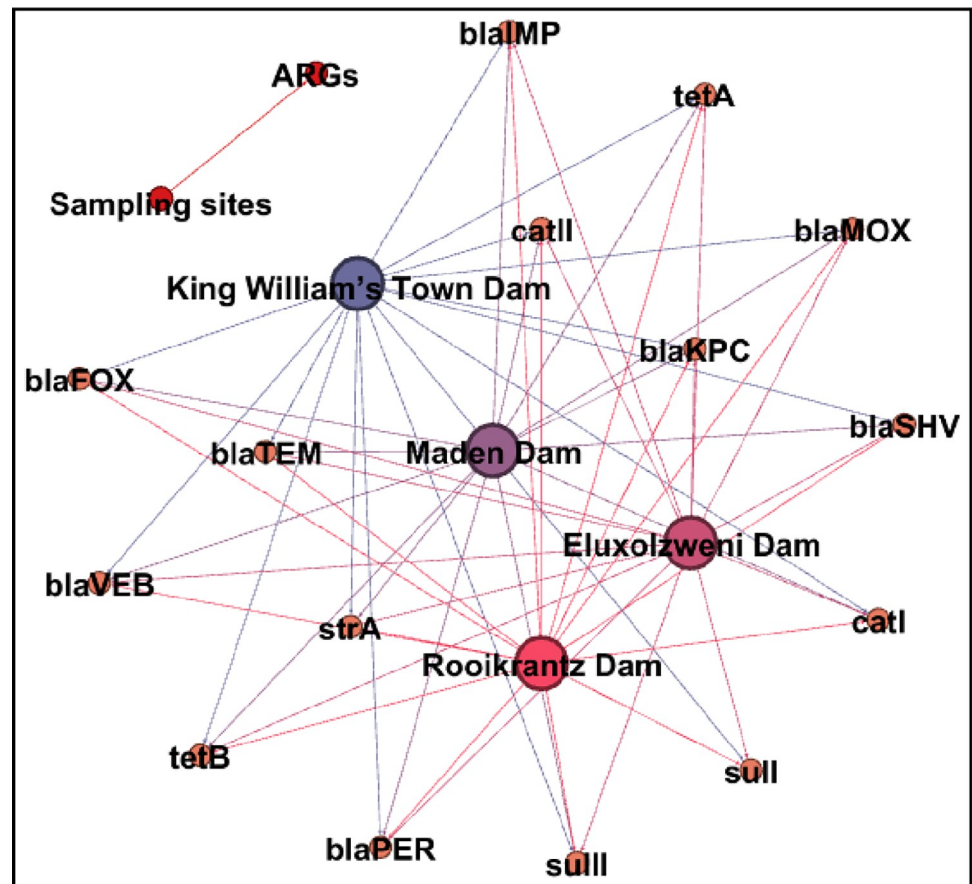 blaIMP
ARGs
tetA
Sampling sites
catII
blaMOX
King William's Town Dam
blaKPC
blaFOX
blaSHV
blaTEM
Maden Dam
Eluxolzweni Dam
blaVEB
strA
catI
Rooikrantz Dam
tetB
sulI
blaPER
sulII